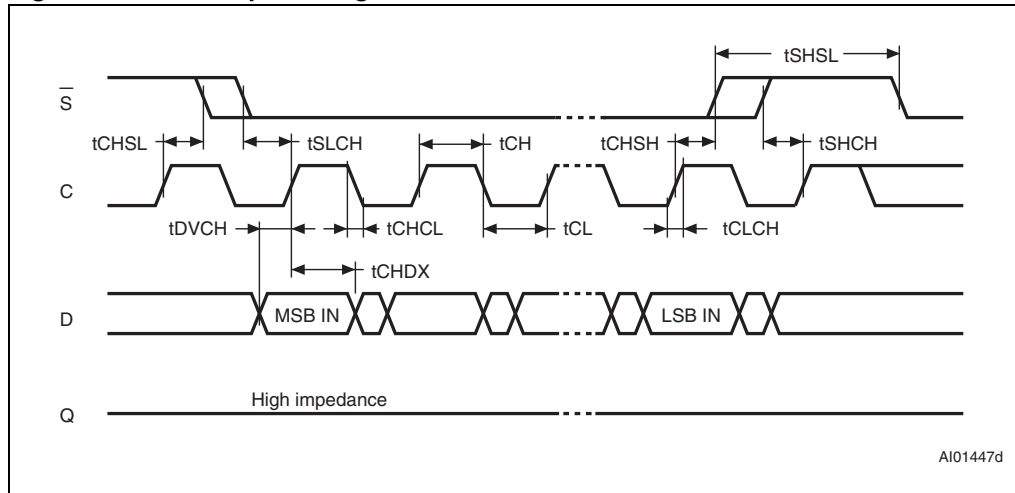 tSHSL
S
tCHSL
tSLCH
tCH
tCHSH
tSHCH
C
tDVCH
tCHCL
tCL
tCLCH
tCHDX
D
MSB IN
LSB IN
High impedance
Q
AI01447d